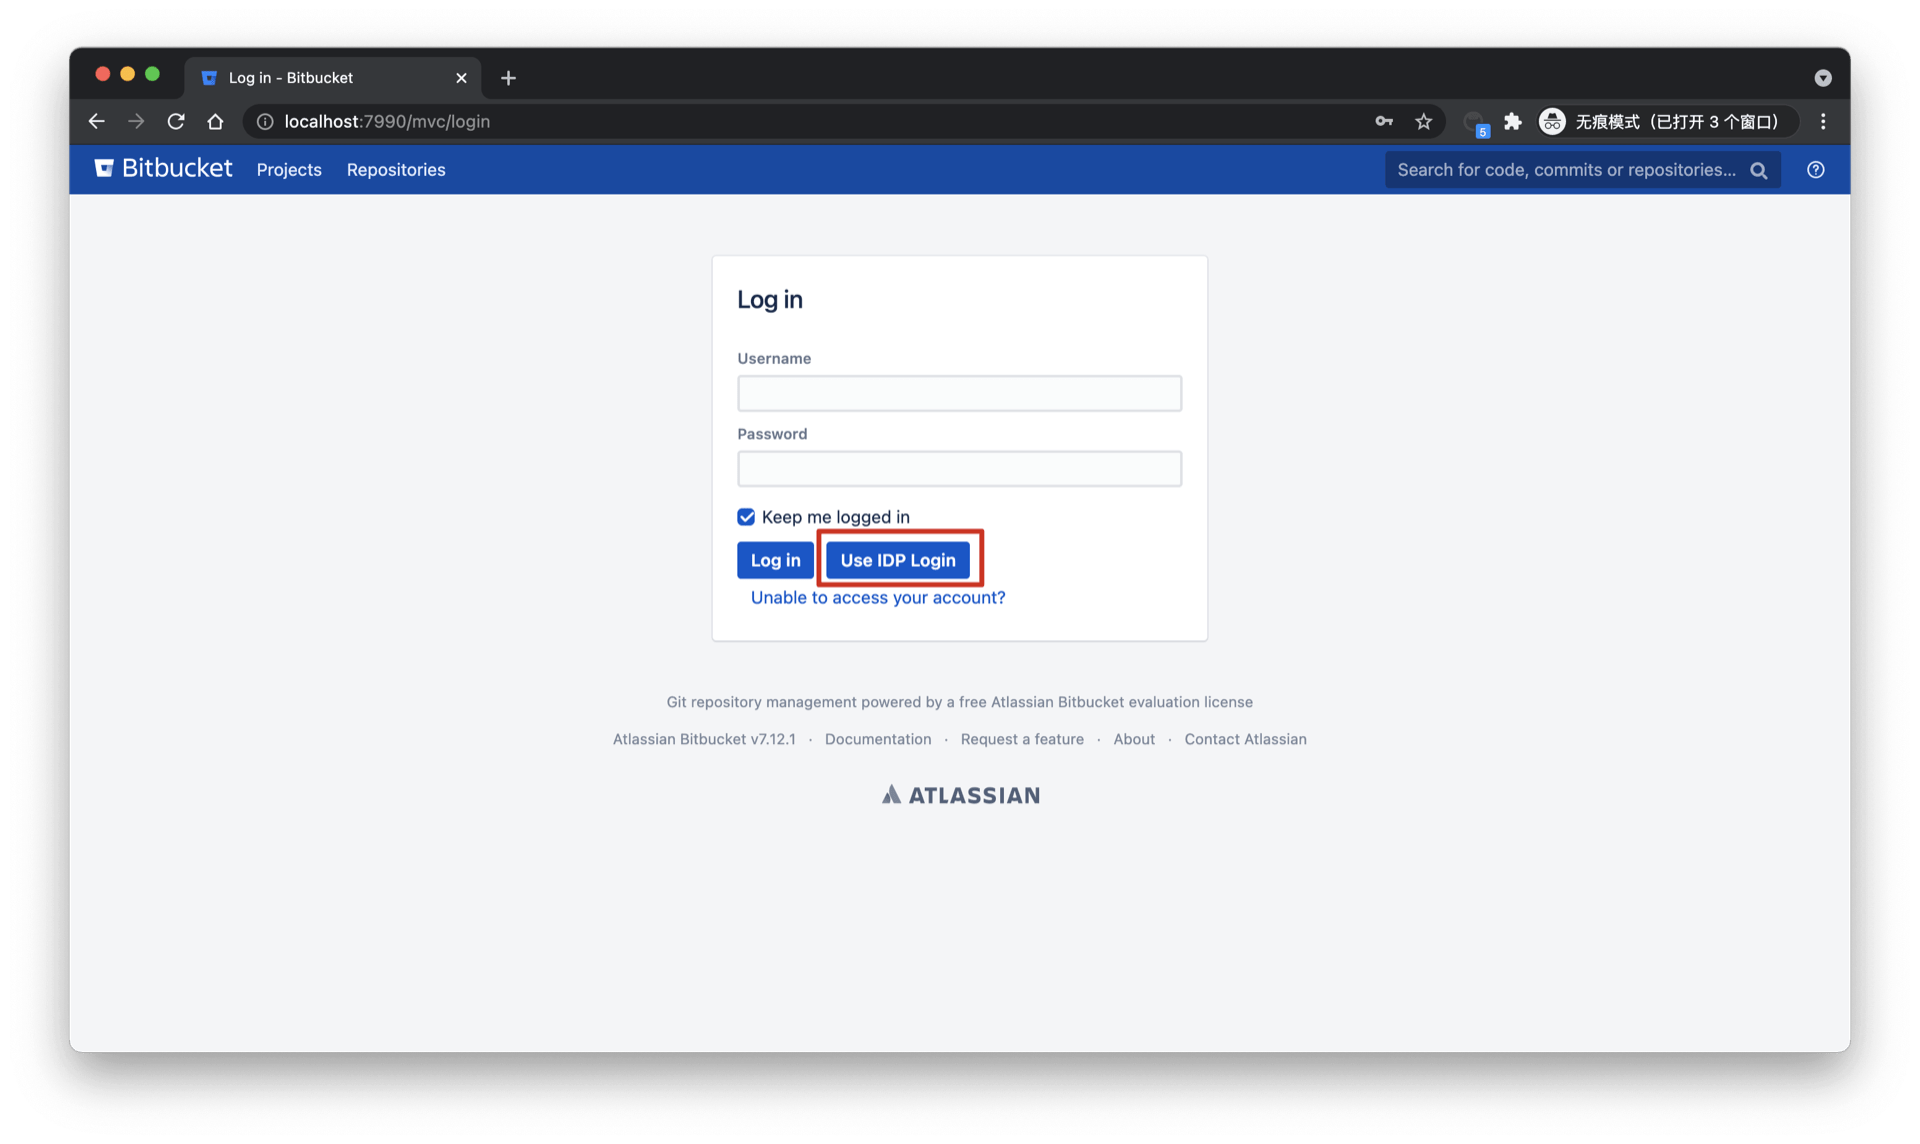 Log in - Bitbucket
localhost:7990/mvc/login
5
无痕模式（已打开 3 个窗口）
Bitbucket Projects Repositories
Search for code, commits or repositories...
Log in
Username
Password
Keep me logged in
Log in Use IDP Login
Unable to access your account?
Git repository management powered by a free Atlassian Bitbucket evaluation license
Atlassian Bitbucket v7.12.1 · Documentation · Request a feature · About · Contact Atlassian
ATLASSIAN